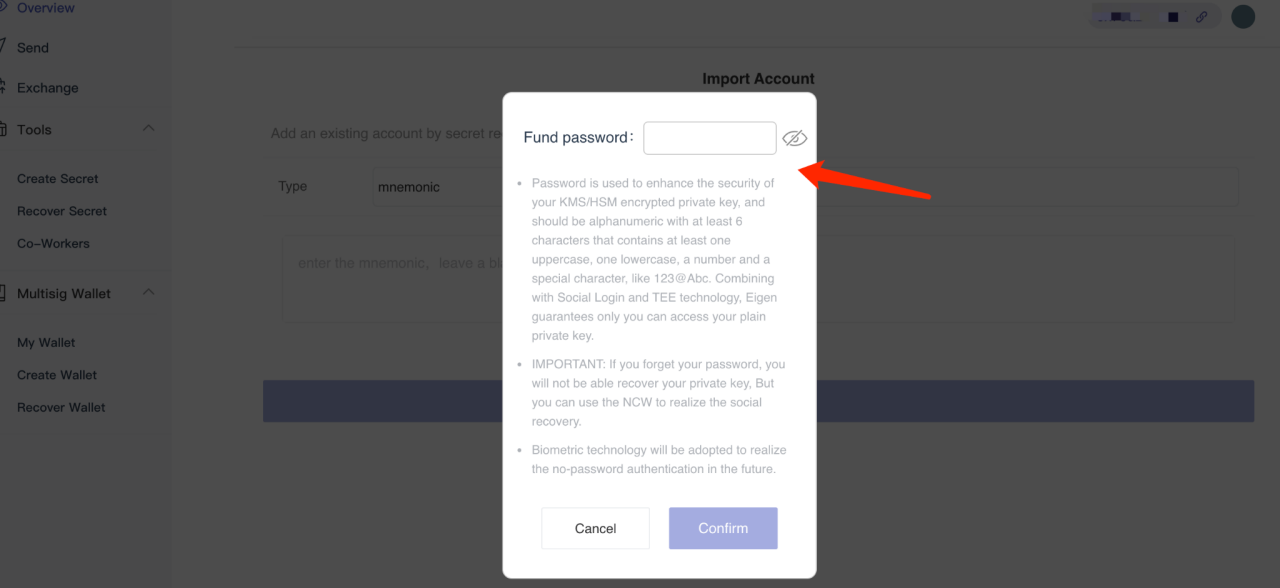 Overview
Send
Exchange
Tools
Create Secret
Recover Secret
Co-Workers
Multisig Wallet
My Wallet
Create Wallet
Recover Wallet
Import Account
Add an existing account by secret re
Type
mnemonic
enter the mnemonic, leave a bl
Fund password:
• Password is used to enhance the security of
your KMS/HSM encrypted private key, and
should be alphanumeric with at least 6
characters that contains at least one
uppercase, one lowercase, a number and a
special character, like 123@Abc. Combining
with Social Login and TEE technology, Eigen
guarantees only you can access your plain
private key.
• IMPORTANT: If you forget your password, you
will not be able recover your private key, But
you can use the NCW to realize the social
recovery.
• Biometric technology will be adopted to realize
the no-password authentication in the future.
Cancel
Confirm